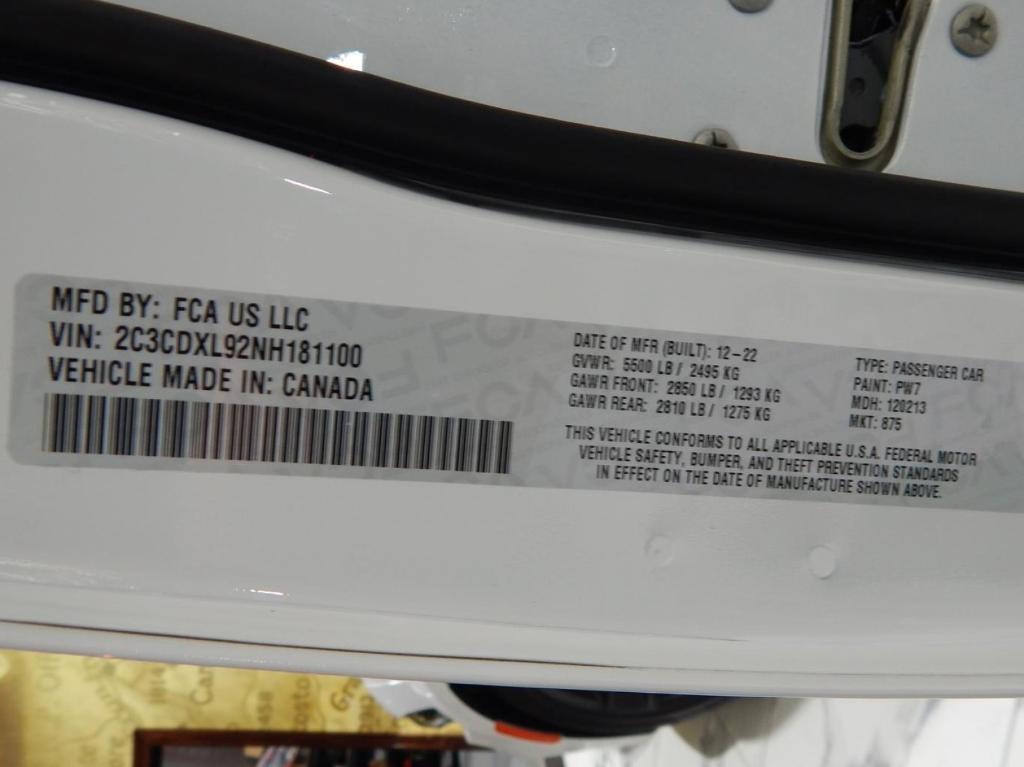 MFD BY: FCA US LLC
VIN: 2C3CDXL92NH181100
VEHICLE MADE IN: CANADA
DATE OF MFR (BUILT): 12-22
GVWR: 5500 LB / 2495 KG
GAWR FRONT: 2850 LB / 1293 KG
GAWR REAR: 2810 LB / 1275 KG
TYPE: PASSENGER CAR
PAINT: PW7
MDH: 120213
MKT: 875
THIS VEHICLE CONFORMS TO ALL APPLICABLE U.S.A. FEDERAL MOTOR
VEHICLE SAFETY, BUMPER, AND THEFT PREVENTION STANDARDS
IN EFFECT ON THE DATE OF MANUFACTURE SHOWN ABOVE.